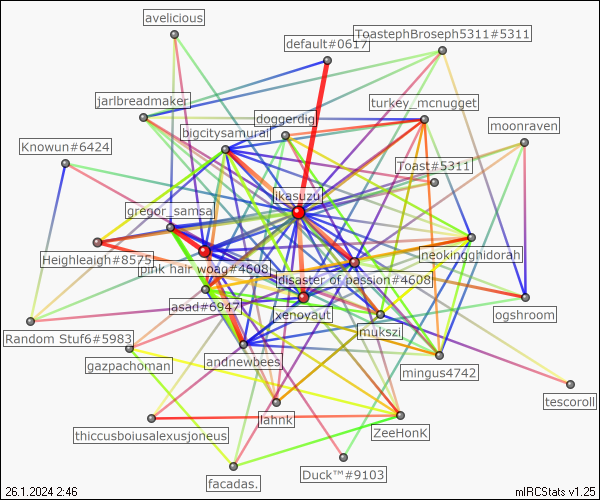 avelicious
default#0617
ToastephBroseph5311#5311
jarlbreadmaker
turkey_mcnugget
doggerdig
moonraven
bigcitysamurai
Knowun#6424
Toast#5311
ikasuzu
gregor_samsa
neokingghidorah
Heighleaigh#8575
pink hair woag#4608
disaster of passion#4608
asad#6947
xenoyaut
ogshroom
mukszi
Random Stuf6#5983
gazpachoman
andnewbees
mingus4742
tescoroll
lahnk
thiccusboiusalexusjoneus
ZeeHonK
facadas.
Duck™#9103
26.1.2024 2:46
mIRCStats v1.25